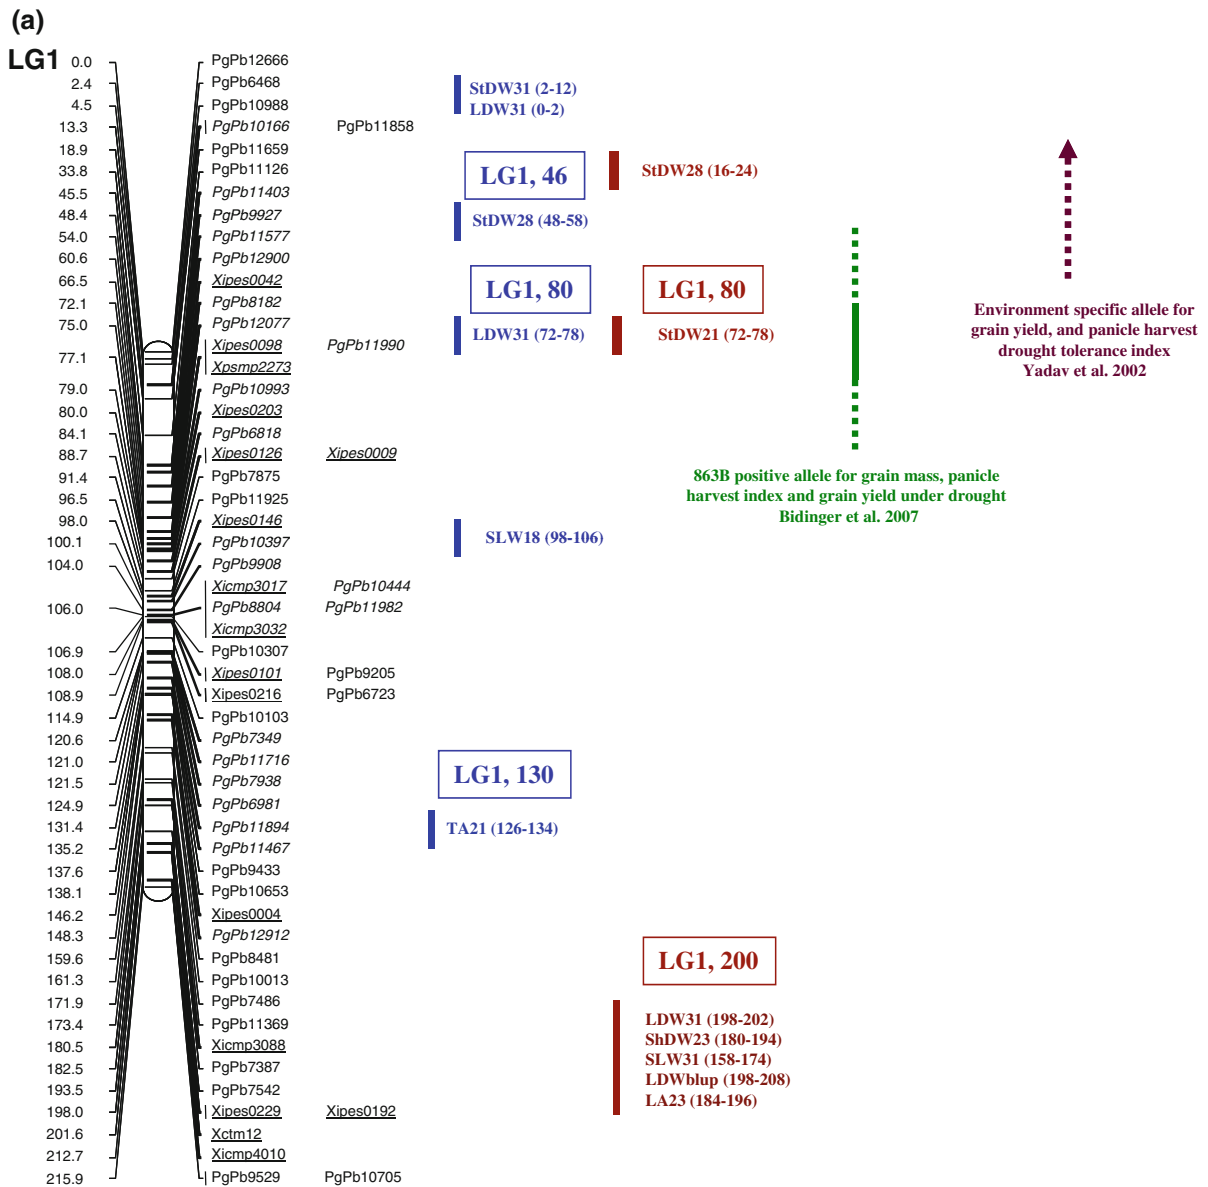 (a)
LG1
0.0 PgPb12666
2.4 PgPb6468
4.5 PgPb10988
13.3 PgPb10166 PgPb11858
18.9 PgPb11659
33.8 PgPb11126
45.5 PgPb11403
48.4 PgPb9927
54.0 PgPb11577
60.6 PgPb12900
66.5 Xipes0042
72.1 PgPb8182
75.0 PgPb12077
Xipes0098 PgPb11990
77.1 Xpsmp2273
79.0 PgPb10993
80.0 Xipes0203
84.1 PgPb6818
88.7 Xipes0126 Xipes0009
91.4 PgPb7875
96.5 PgPb11925
98.0 Xipes0146
100.1 PgPb10397
104.0 PgPb9908
Xicmp3017 PgPb10444
106.0 PgPb8804 PgPb11982
Xicmp3032
106.9 PgPb10307
108.0 Xipes0101 PgPb9205
108.9 Xipes0216 PgPb6723
114.9 PgPb10103
120.6 PgPb7349
121.0 PgPb11716
121.5 PgPb7938
124.9 PgPb6981
131.4 PgPb11894
135.2 PgPb11467
137.6 PgPb9433
138.1 PgPb10653
146.2 Xipes0004
148.3 PgPb12912
159.6 PgPb8481
161.3 PgPb10013
171.9 PgPb7486
173.4 PgPb11369
180.5 Xicmp3088
182.5 PgPb7387
193.5 PgPb7542
198.0 Xipes0229 Xipes0192
201.6 Xctm12
212.7 Xicmp4010
215.9 PgPb9529 PgPb10705
StDW31 (2-12)
LDW31 (0-2)
LG1, 46
StDW28 (48-58)
LG1, 80
LDW31 (72-78)
SLW18 (98-106)
LG1, 130
TA21 (126-134)
StDW28 (16-24)
LG1, 80
StDW21 (72-78)
LG1, 200
LDW31 (198-202)
ShDW23 (180-194)
SLW31 (158-174)
LDWblup (198-208)
LA23 (184-196)
863B positive allele for grain mass, panicle
harvest index and grain yield under drought
Bidinger et al. 2007
Environment specific allele for
grain yield, and panicle harvest
drought tolerance index
Yadav et al. 2002